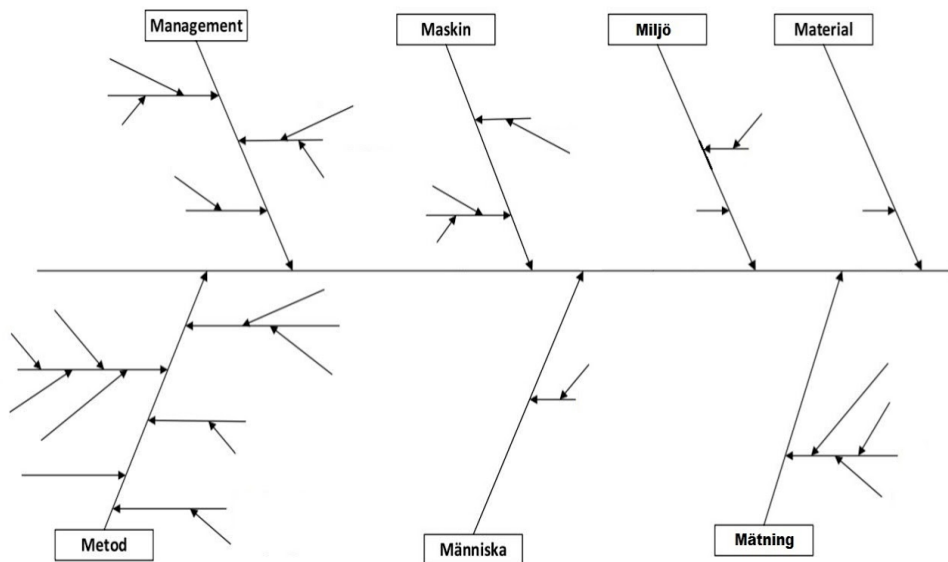 Management
Maskin
Miljö
Material
Metod
Människa
Mätning